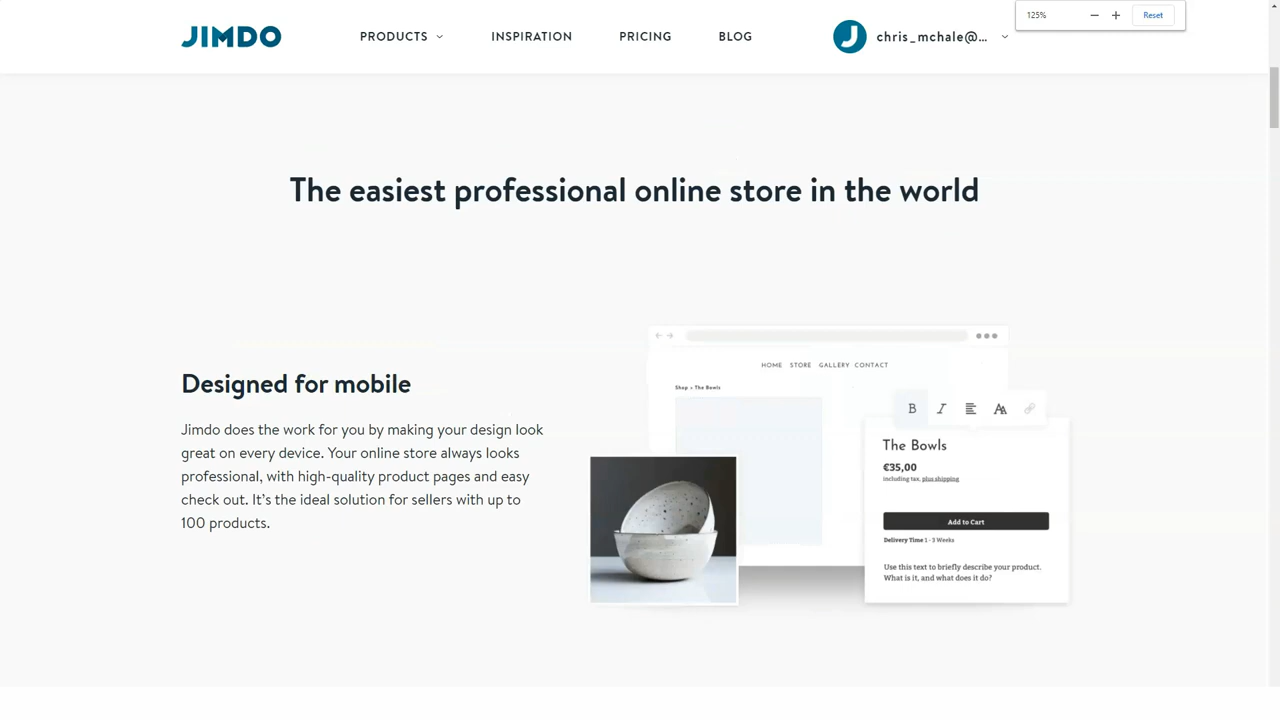 125%
Reset
JIMDO
PRODUCTS
INSPIRATION
PRICING
BLOG
chris_mchale@...
The easiest professional online store in the world
Designed for mobile
Jimdo does the work for you by making your design look
great on every device. Your online store always looks
professional, with high-quality product pages and easy
check out. It's the ideal solution for sellers with up to
100 products.
HOME STORE GALLERY CONTACT
Shop > The Bowls
B I AA
The Bowls
€35,00
including tax, plus shipping
Add to Cart
Delivery Time 1 - 3 Weeks
Use this text to briefly describe your product.
What is it, and what does it do?